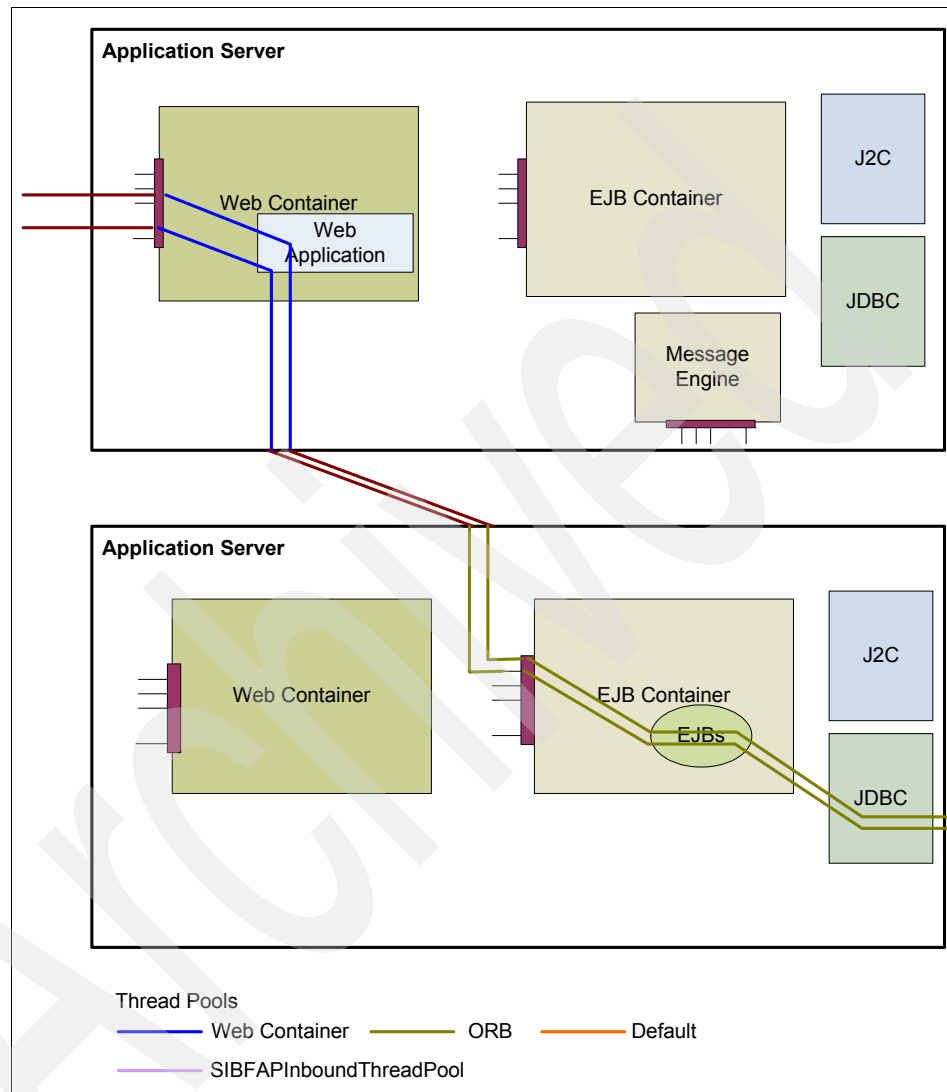 Application Server
Web Container
Web
Application
EJB Container
Message
Engine
J2C
JDBC
Application Server
Web Container
EJB Container
EJBs
J2C
JDBC
Thread Pools
Web Container
ORB
Default
SIBFAPInboundThreadPool
Archived